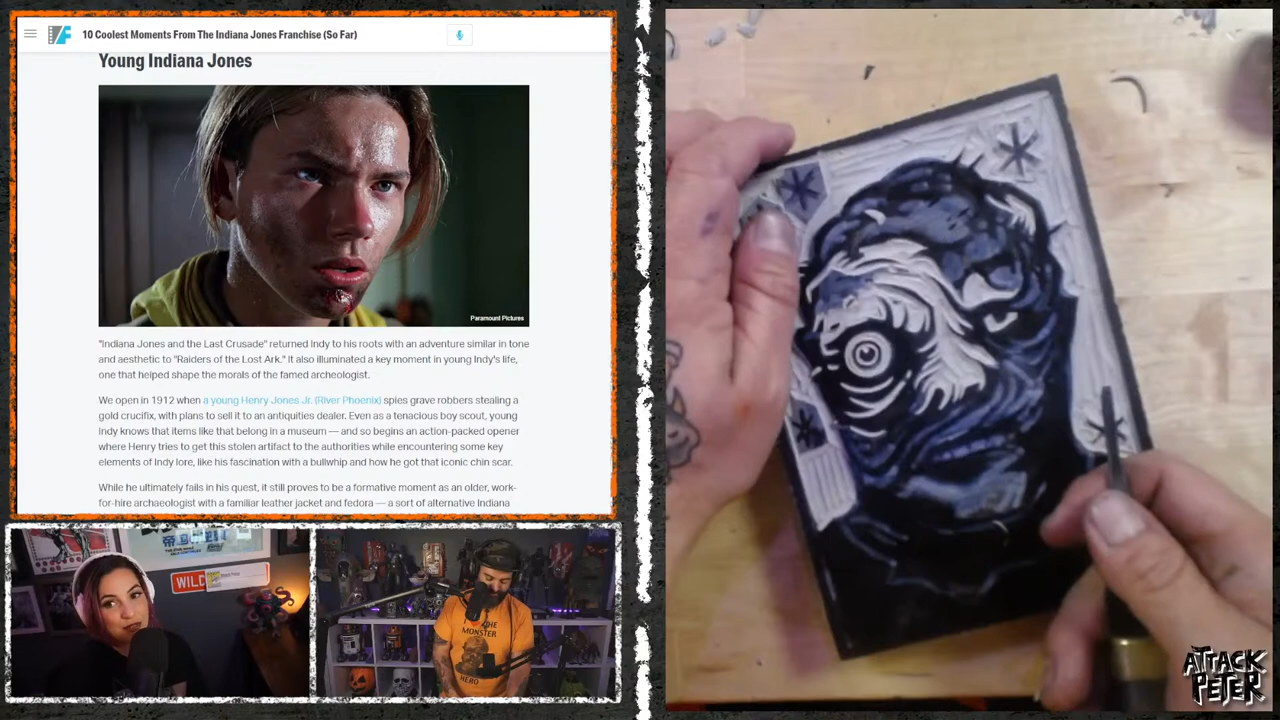 10 Coolest Moments From The Indiana Jones Franchise (So Far)
Young Indiana Jones
Paramount Pictures
"Indiana Jones and the Last Crusade" returned Indy to his roots with an adventure similar in tone
and aesthetic to "Raiders of the Lost Ark." It also illuminated a key moment in young Indy's life,
one that helped shape the morals of the famed archeologist.
We open in 1912 when a young Henry Jones Jr. (River Phoenix) spies grave robbers stealing a
gold crucifix, with plans to sell it to an antiquities dealer. Even as a tenacious boy scout, young
Indy knows that items like that belong in a museum — and so begins an action-packed opener
where Henry tries to get this stolen artifact to the authorities while encountering some key
elements of Indy lore, like his fascination with a bullwhip and how he got that iconic chin scar.
While he ultimately fails in his quest, it still proves to be a formative moment as an older, work-
for-hire archaeologist with a familiar leather jacket and fedora — a sort of alternative Indiana
WILD
THE
MONSTER
HERO
ATTACK
PETER